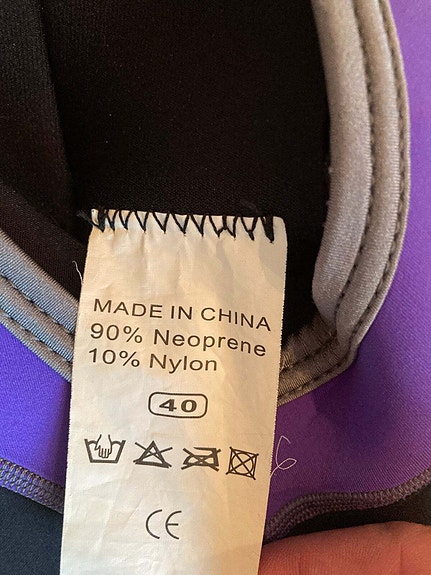 MADE IN CHINA
90% Neoprene
10% Nylon
40
CE